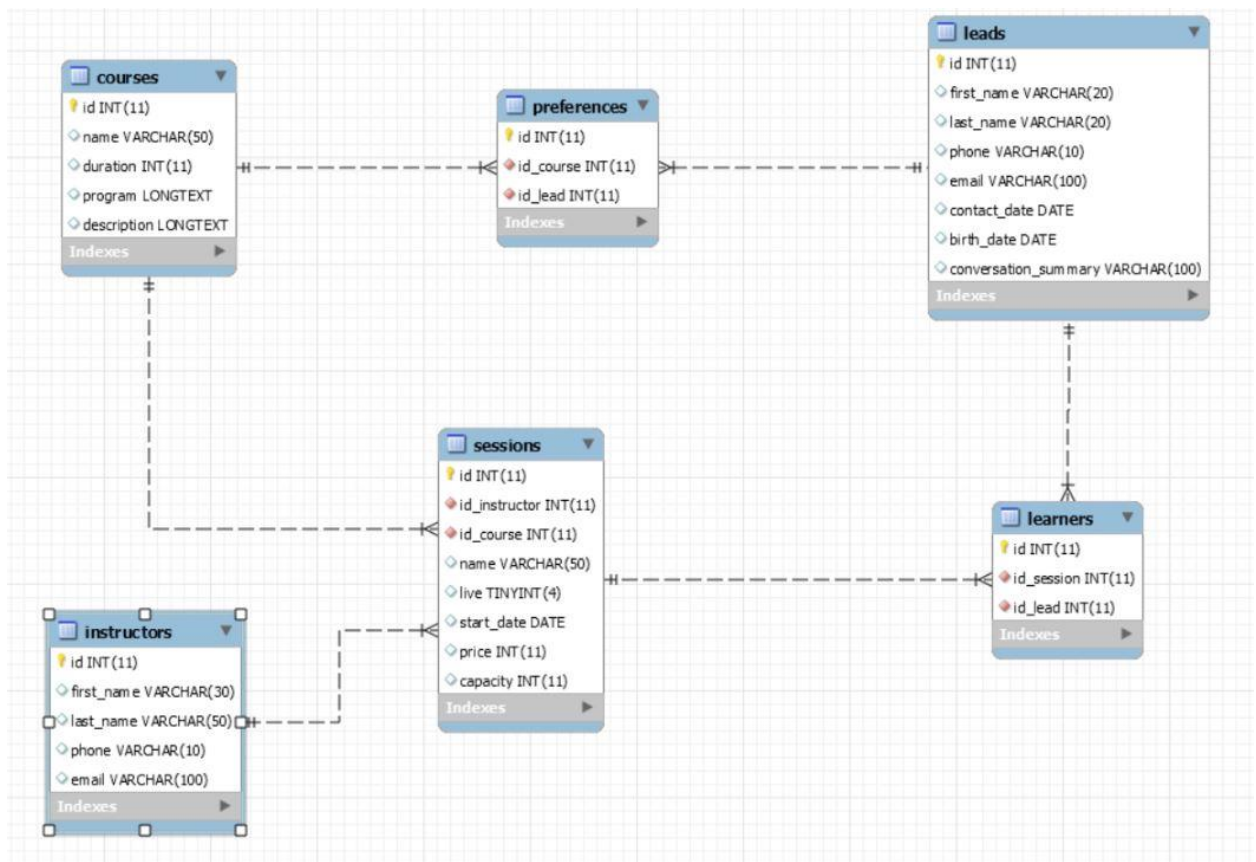 courses
id INT(11)
name VARCHAR(50)
duration INT(11)
program LONGTEXT
description LONGTEXT
Indexes
preferences
id INT(11)
id_course INT(11)
id_lead INT(11)
Indexes
leads
id INT(11)
first_name VARCHAR(20)
last_name VARCHAR(20)
phone VARCHAR(10)
email VARCHAR(100)
contact_date DATE
birth_date DATE
conversation_summary VARCHAR(100)
Indexes
sessions
id INT(11)
id_instructor INT(11)
id_course INT(11)
name VARCHAR(50)
live TINYINT(4)
start_date DATE
price INT(11)
capacity INT(11)
Indexes
learners
id INT(11)
id_session INT(11)
id_lead INT(11)
Indexes
instructors
id INT(11)
first_name VARCHAR(30)
last_name VARCHAR(50)
phone VARCHAR(10)
email VARCHAR(100)
Indexes